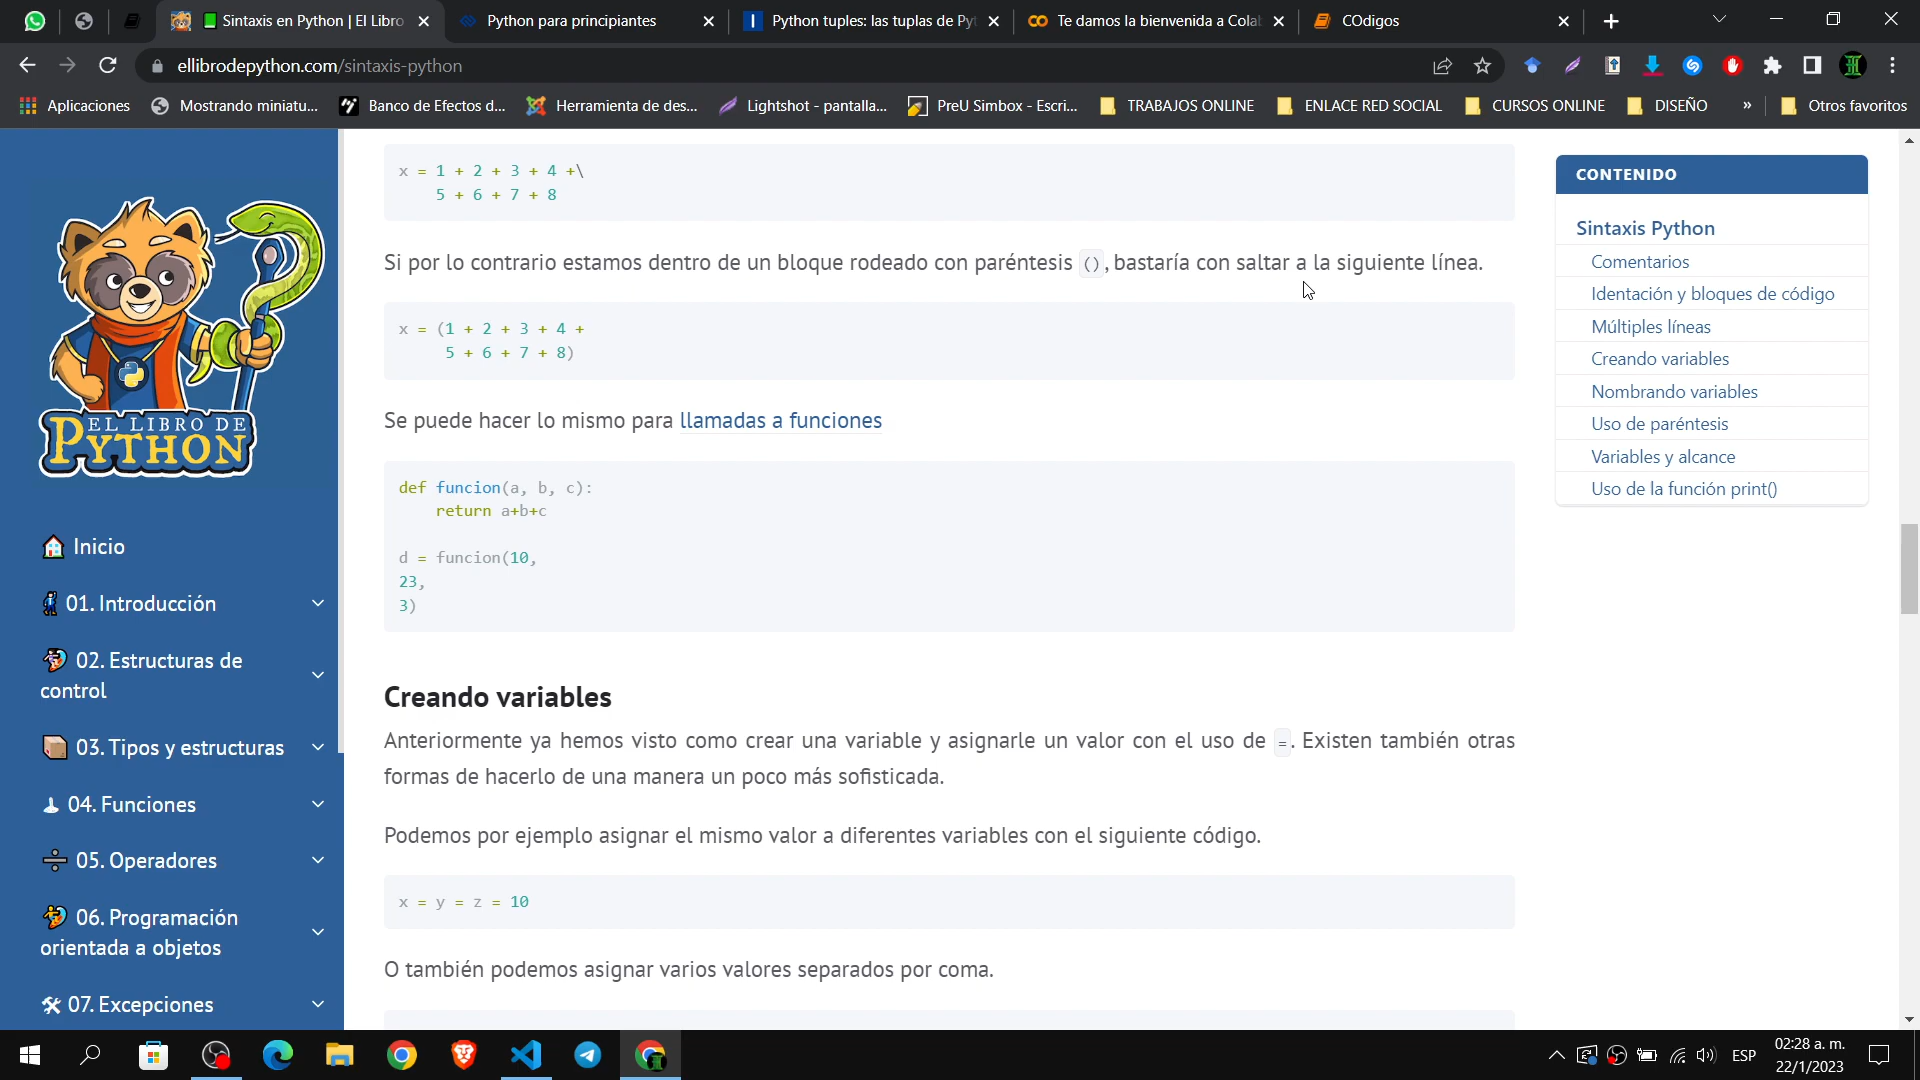 Sintaxis en Python | El Libro
Python para principiantes
Python tuples: las tuplas de Py
Te damos la bienvenida a Colab
COdigos
ellibrodepython.com/sintaxis-python
Aplicaciones
Mostrando miniatu...
Banco de Efectos d...
Herramienta de des...
Lightshot - pantalla...
PreU Simbox - Escri...
TRABAJOS ONLINE
ENLACE RED SOCIAL
CURSOS ONLINE
DISEÑO
»
Otros favoritos
EL LIBRO DE
PYTHON
Inicio
01. Introducción
02. Estructuras de
control
03. Tipos y estructuras
04. Funciones
05. Operadores
06. Programación
orientada a objetos
07. Excepciones
x = 1 + 2 + 3 + 4 +\
5 + 6 + 7 + 8
Si por lo contrario estamos dentro de un bloque rodeado con paréntesis (), bastaría con saltar a la siguiente línea.
x = (1 + 2 + 3 + 4 +
5 + 6 + 7 + 8)
Se puede hacer lo mismo para llamadas a funciones
def funcion(a, b, c):
return a+b+c
d = funcion(10,
23,
3)
Creando variables
Anteriormente ya hemos visto como crear una variable y asignarle un valor con el uso de =. Existen también otras
formas de hacerlo de una manera un poco más sofisticada.
Podemos por ejemplo asignar el mismo valor a diferentes variables con el siguiente código.
x = y = z = 10
O también podemos asignar varios valores separados por coma.
CONTENIDO
Sintaxis Python
Comentarios
Identación y bloques de código
Múltiples líneas
Creando variables
Nombrando variables
Uso de paréntesis
Variables y alcance
Uso de la función print()
ESP
02:28 a. m.
22/1/2023